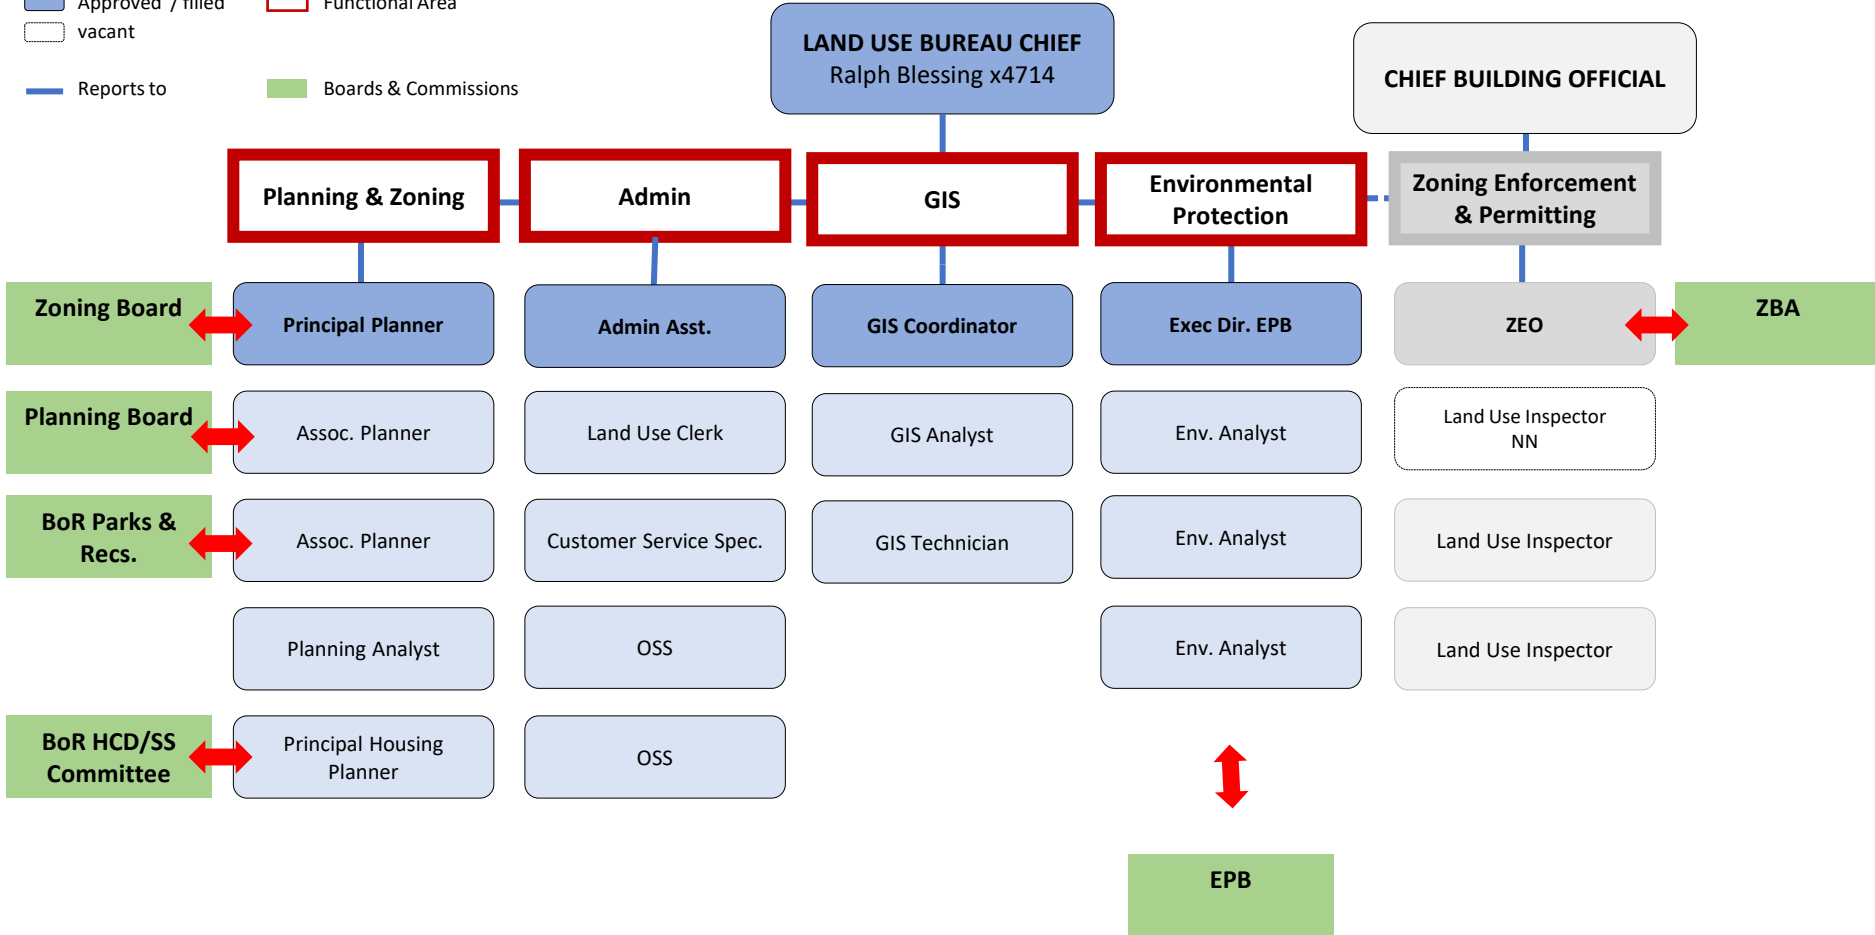 Approved / filled
Functional Area
vacant
Reports to
Boards & Commissions
LAND USE BUREAU CHIEF
Ralph Blessing x4714
CHIEF BUILDING OFFICIAL
Planning & Zoning
Admin
GIS
Environmental
Protection
Zoning Enforcement
& Permitting
Zoning Board
Principal Planner
Admin Asst.
GIS Coordinator
Exec Dir. EPB
ZEO
ZBA
Planning Board
Assoc. Planner
Land Use Clerk
GIS Analyst
Env. Analyst
Land Use Inspector
NN
BoR Parks &
Recs.
Assoc. Planner
Customer Service Spec.
GIS Technician
Env. Analyst
Land Use Inspector
Planning Analyst
OSS
Env. Analyst
Land Use Inspector
BoR HCD/SS
Committee
Principal Housing
Planner
OSS
EPB